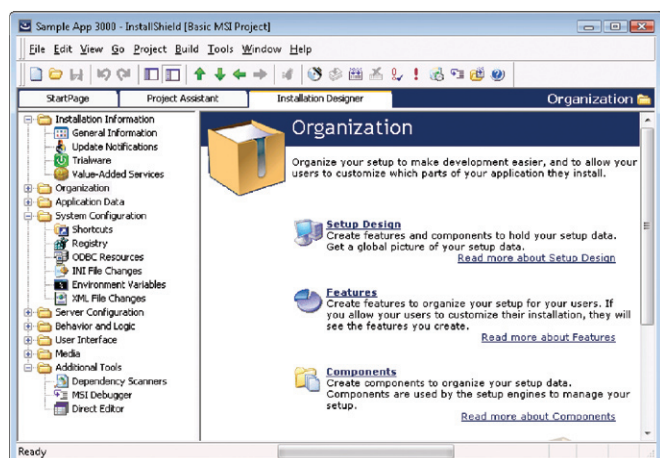 Sample App 3000 - InstallShield [Basic MSI Project]
File Edit View Go Project Build Tools Window Help
StartPage
Project Assistant
Installation Designer
Organization
Installation Information
General Information
Update Notifications
Trialware
Value-Added Services
Organization
Application Data
System Configuration
Shortcuts
Registry
ODBC Resources
INI File Changes
Environment Variables
XML File Changes
Server Configuration
Behavior and Logic
User Interface
Media
Additional Tools
Dependency Scanners
MSI Debugger
Direct Editor
Organization
Organize your setup to make development easier, and to allow your
users to customize which parts of your application they install.
Setup Design
Create features and components to hold your setup data.
Get a global picture of your setup data.
Read more about Setup Design
Features
Create features to organize your setup for your users. If
you allow your users to customize their installation, they will
see the features you create.
Read more about Features
Components
Create components to organize your setup data.
Components are used by the setup engines to manage your
setup.
Read more about Components
Ready